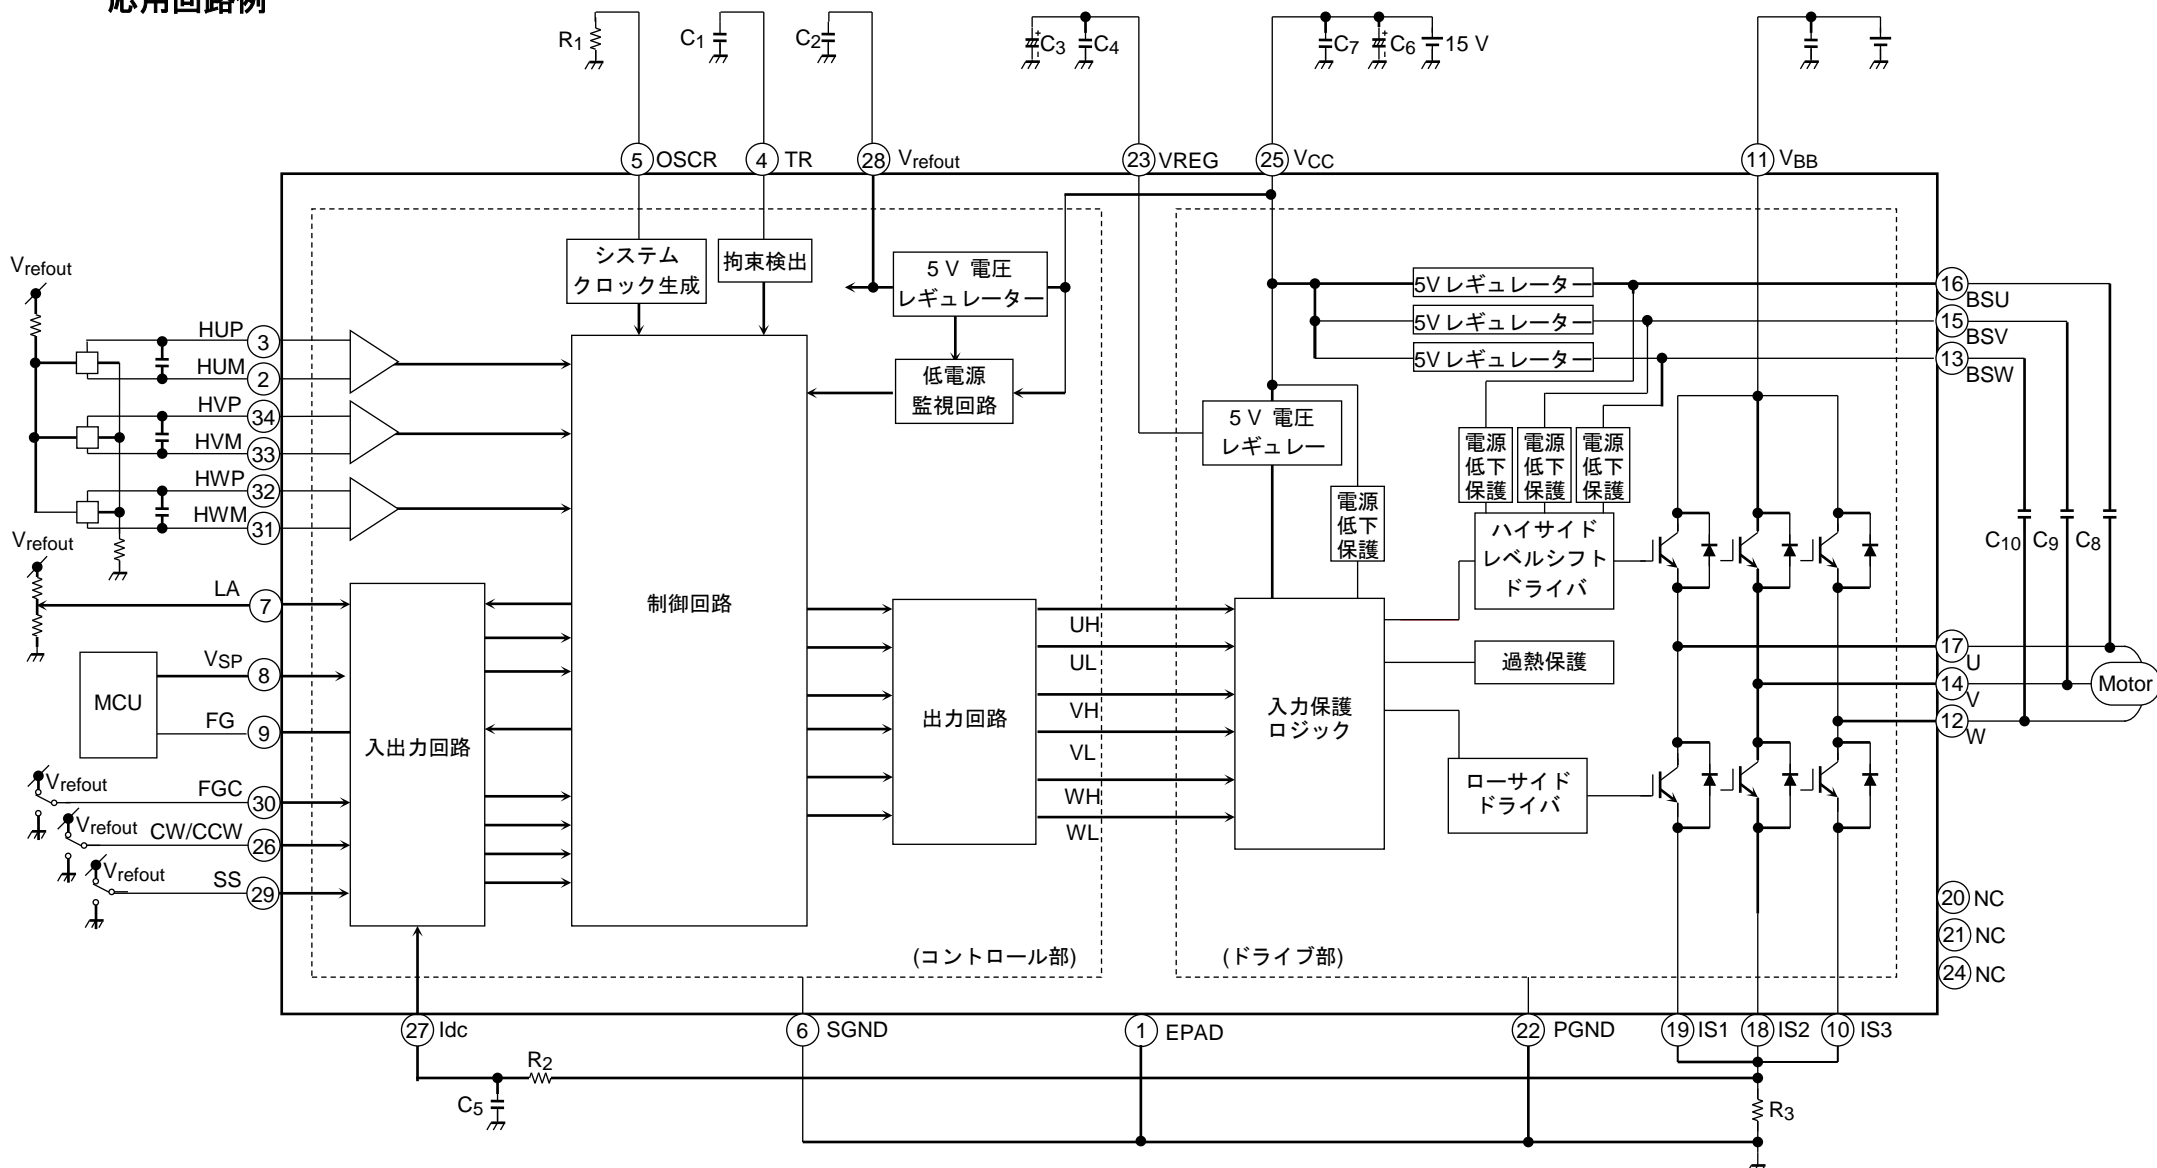 応用回路例
R1
C1
C2
C3
C4
C7
C6
15 V
5 OSCR
4 TR
28 Vrefout
23 VREG
25 VCC
11 VBB
システム
クロック生成
拘束検出
5 V 電圧
レギュレーター
低電源
監視回路
5V レギュレーター
5V レギュレーター
5V レギュレーター
16
BSU
15
BSV
13
BSW
5 V 電圧
レギュレー
電源
低下
保護
電源
低下
保護
電源
低下
保護
電源
低下
保護
ハイサイド
レベルシフト
ドライバ
C10
C9
C8
Vrefout
HUP
3
HUM
2
HVP
34
HVM
33
HWP
32
HWM
31
Vrefout
LA
7
MCU
VSP
8
FG
9
Vrefout
FGC
30
Vrefout
CW/CCW
26
Vrefout
SS
29
入出力回路
制御回路
出力回路
UH
UL
VH
VL
WH
WL
入力保護
ロジック
過熱保護
ローサイド
ドライバ
17
U
14
V
12
W
Motor
20 NC
21 NC
24 NC
(コントロール部)
(ドライブ部)
27 Idc
6 SGND
1 EPAD
22 PGND
19 IS1
18 IS2
10 IS3
R2
C5
R3